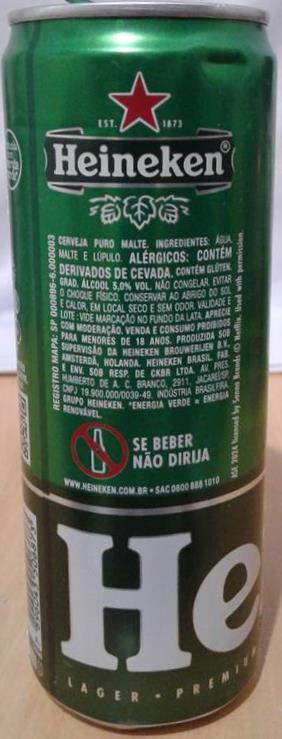 EST. 1873
Heineken®
CERVEJA PURO MALTE. INGREDIENTES: ÁGUA,
MALTE E LÚPULO. ALÉRGICOS: CONTÉM
DERIVADOS DE CEVADA. CONTÉM GLÚTEN.
GRAD. ÁLCOOL 5,0% VOL. NÃO CONGELAR. EVITAR
O CHOQUE FÍSICO. CONSERVAR AO ABRIGO DO SOL
E CALOR, EM LOCAL SECO E SEM ODOR. VALIDADE E
LOTE: VIDE MARCAÇÃO NO FUNDO DA LATA. APRECIE
COM MODERAÇÃO. VENDA E CONSUMO PROIBIDOS
PARA MENORES DE 18 ANOS. PRODUZIDA SOB
SUPERVISÃO DA HEINEKEN BROUWERIJEN B.V.,
AMSTERDÃ, HOLANDA. HEINEKEN BRASIL. FAB.
E ENV. SOB RESP. DE CKBR LTDA. AV. PRES.
HUMBERTO DE A. C. BRANCO, 2911, JACAREÍ/SP
CNPJ 19.900.000/0039-49. INDÚSTRIA BRASILEIRA.
GRUPO HEINEKEN. *ENERGIA VERDE = ENERGIA
RENOVÁVEL.
REGISTRO MAPA: SP 000896-6.000003
Used with permission.
SE BEBER
NÃO DIRIJA
WWW.HEINEKEN.COM.BR • SAC 0800 888 1010
He
LAGER • PREMIU